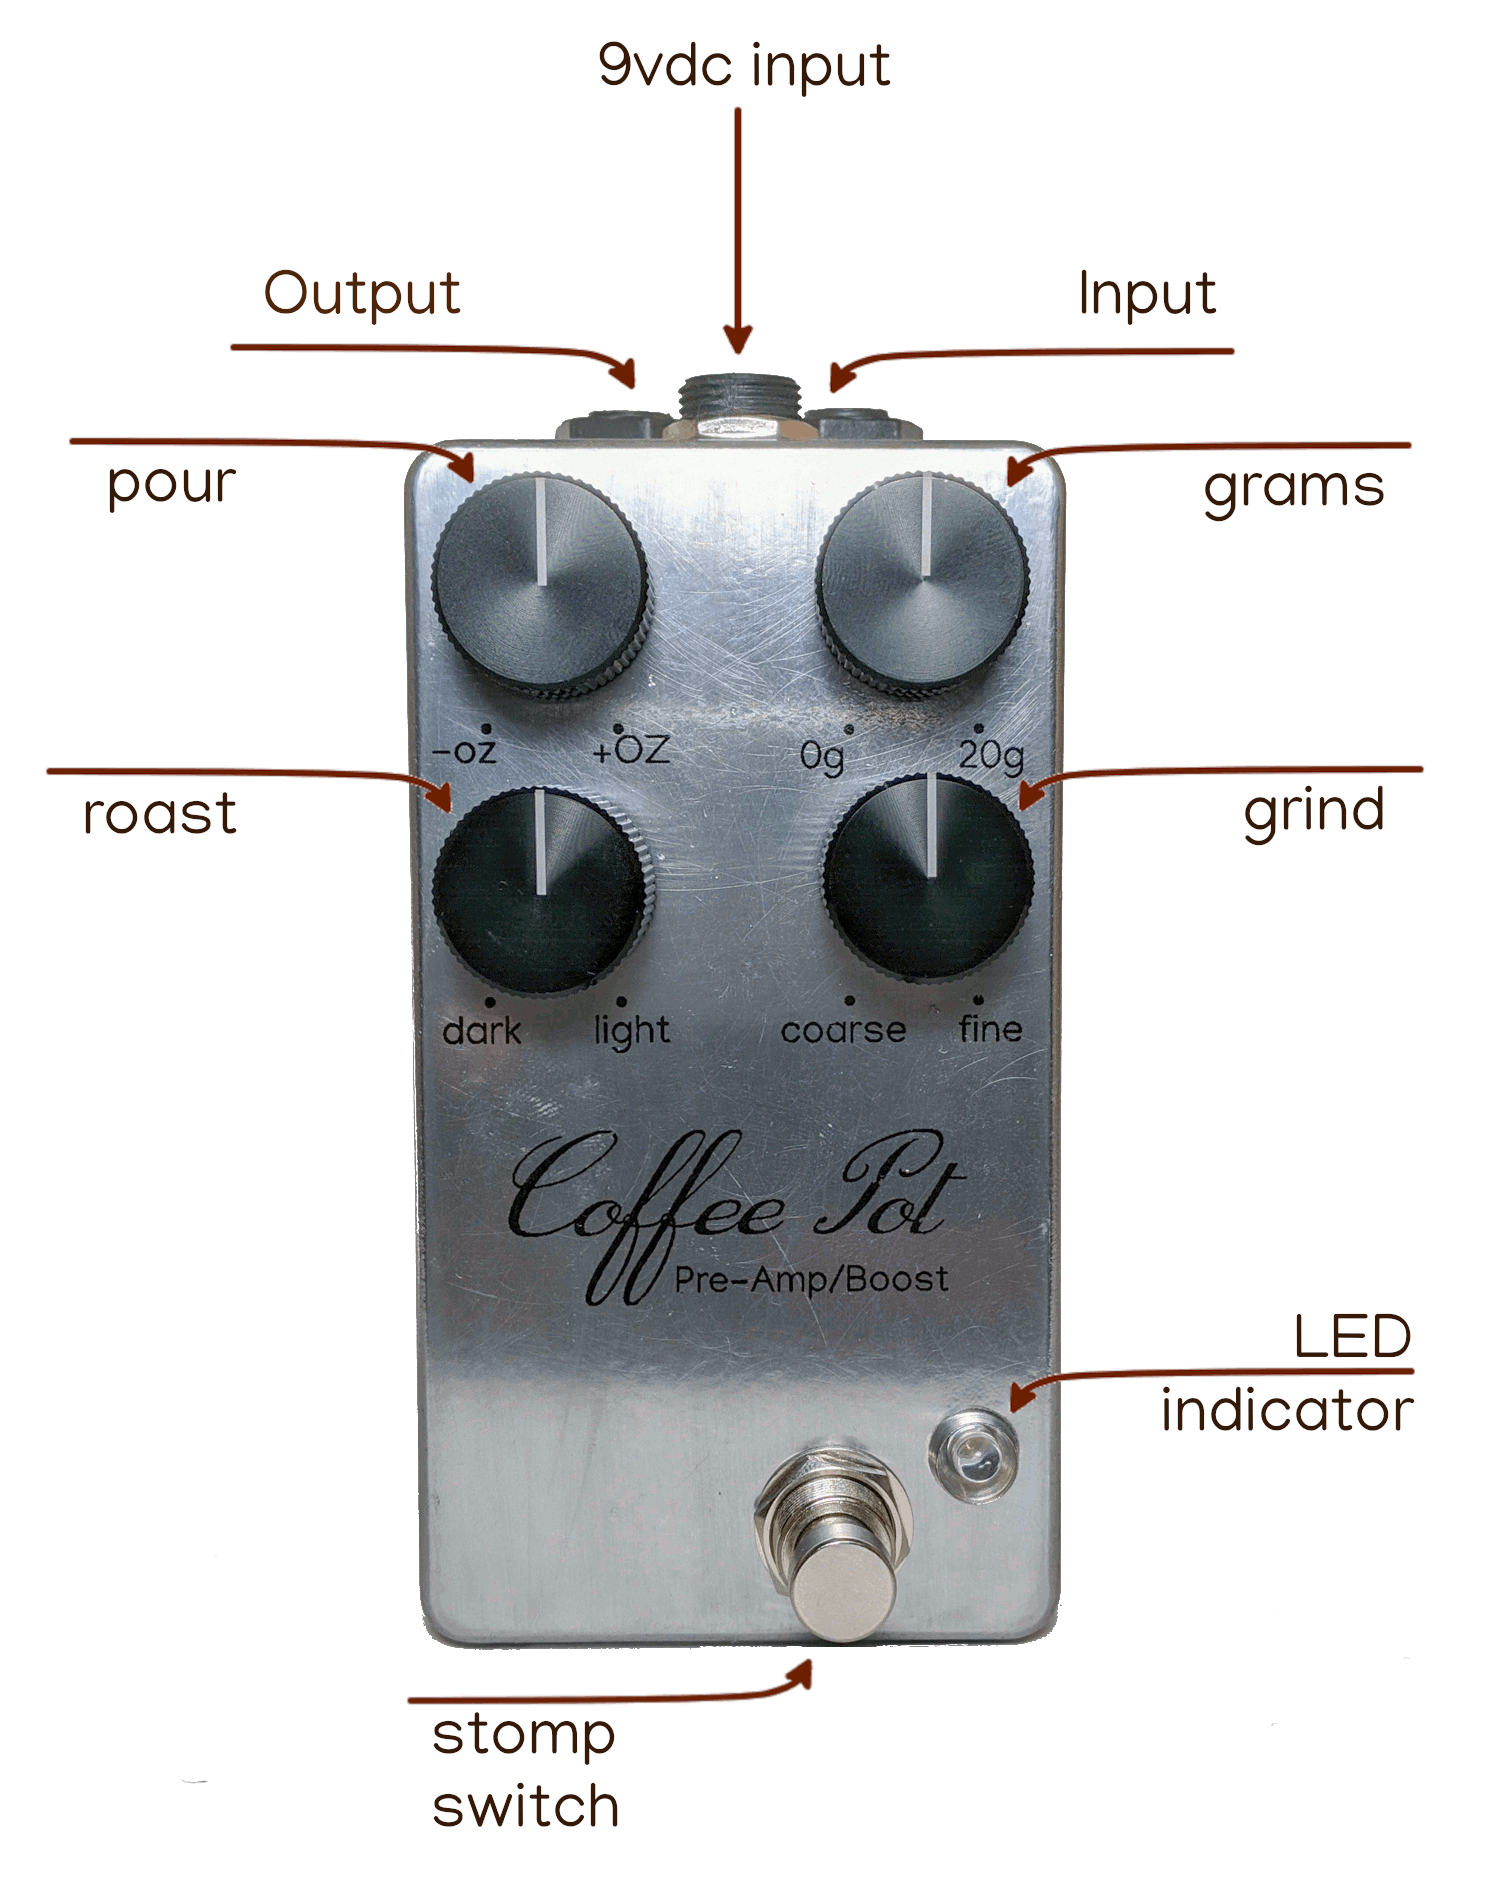 9vdc input
Output
Input
pour
grams
-oz
+OZ
0g
20g
roast
grind
dark
light
coarse
fine
Coffee Pot
Pre-Amp/Boost
LED
indicator
stomp
switch